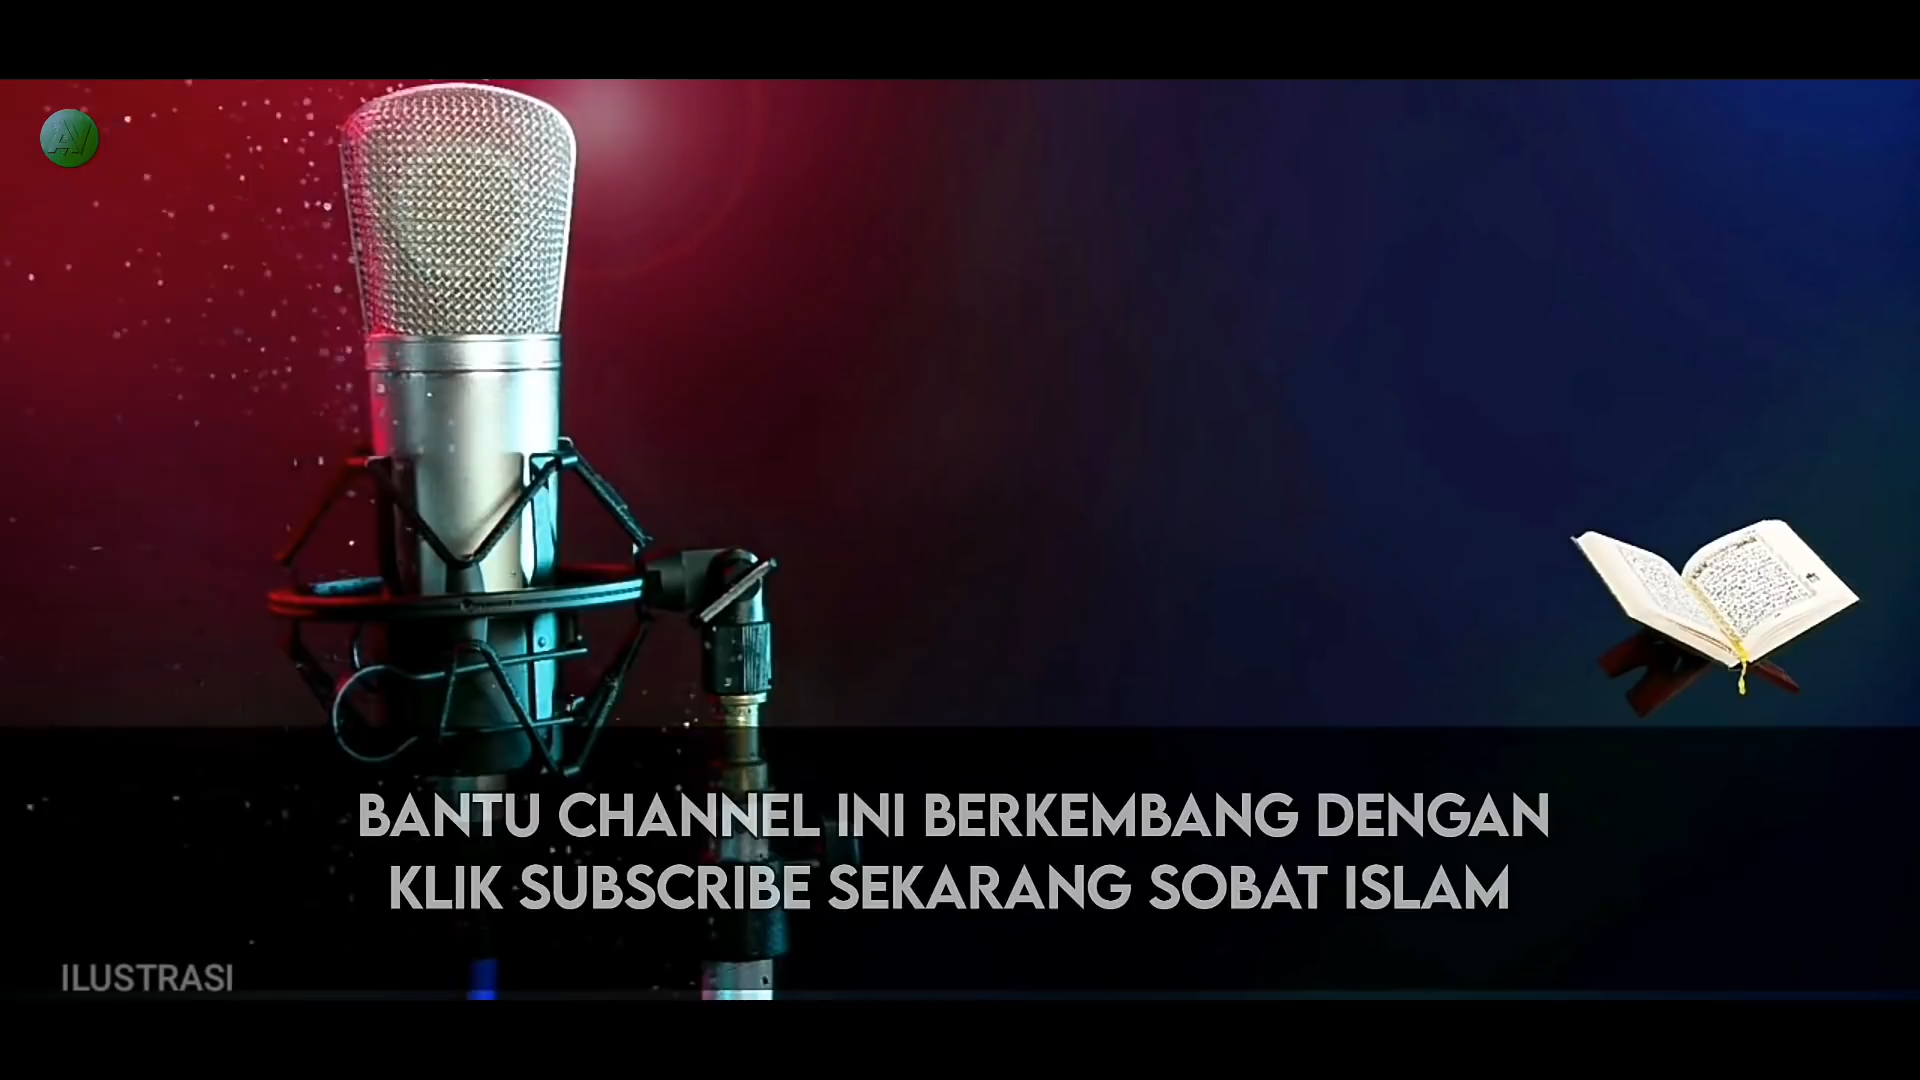 BANTU CHANNEL INI BERKEMBANG DENGAN
KLIK SUBSCRIBE SEKARANG SOBAT ISLAM
ILUSTRASI